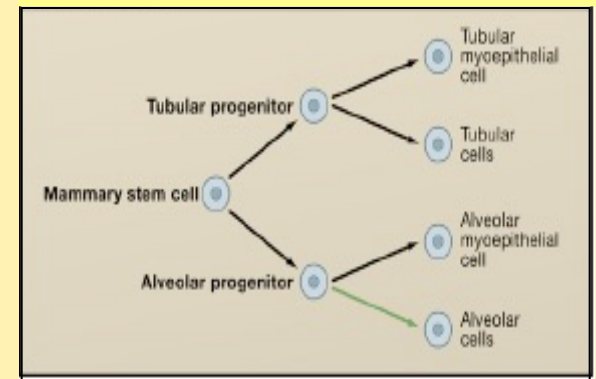 Tubular
myoepithelial
cell
Tubular progenitor
Tubular
cells
Mammary stem cell
Alveolar
myoepithelial
cell
Alveolar progenitor
Alveolar
cells